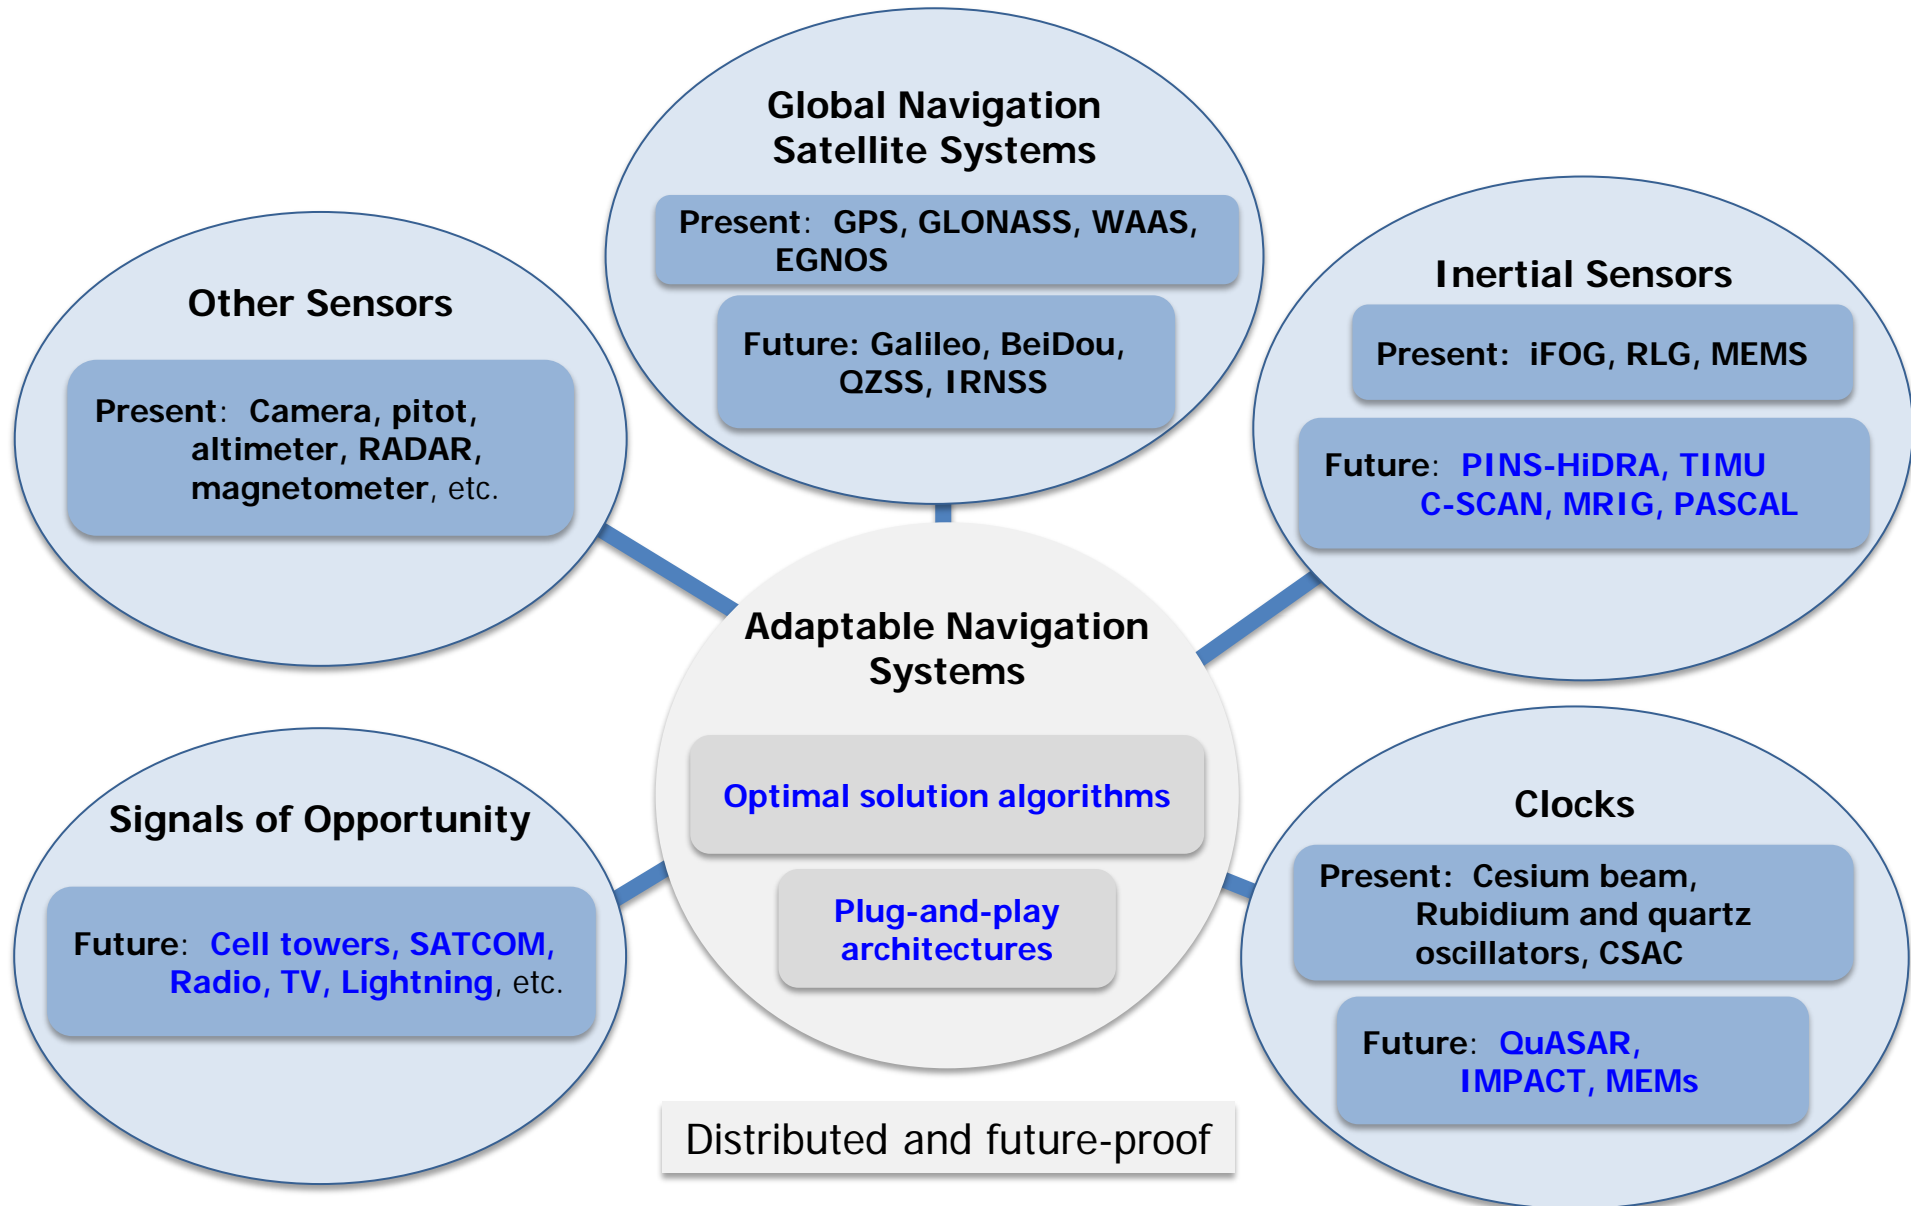 Global Navigation
Satellite Systems
Present:  GPS, GLONASS, WAAS,
EGNOS
Future: Galileo, BeiDou,
QZSS, IRNSS
Other Sensors
Present:  Camera, pitot,
altimeter, RADAR,
magnetometer, etc.
Inertial Sensors
Present:  iFOG, RLG, MEMS
Future:  PINS-HiDRA, TIMU
C-SCAN, MRIG, PASCAL
Adaptable Navigation
Systems
Optimal solution algorithms
Plug-and-play
architectures
Signals of Opportunity
Future:  Cell towers, SATCOM,
Radio, TV, Lightning, etc.
Clocks
Present:  Cesium beam,
Rubidium and quartz
oscillators, CSAC
Future:  QuASAR,
IMPACT, MEMs
Distributed and future-proof